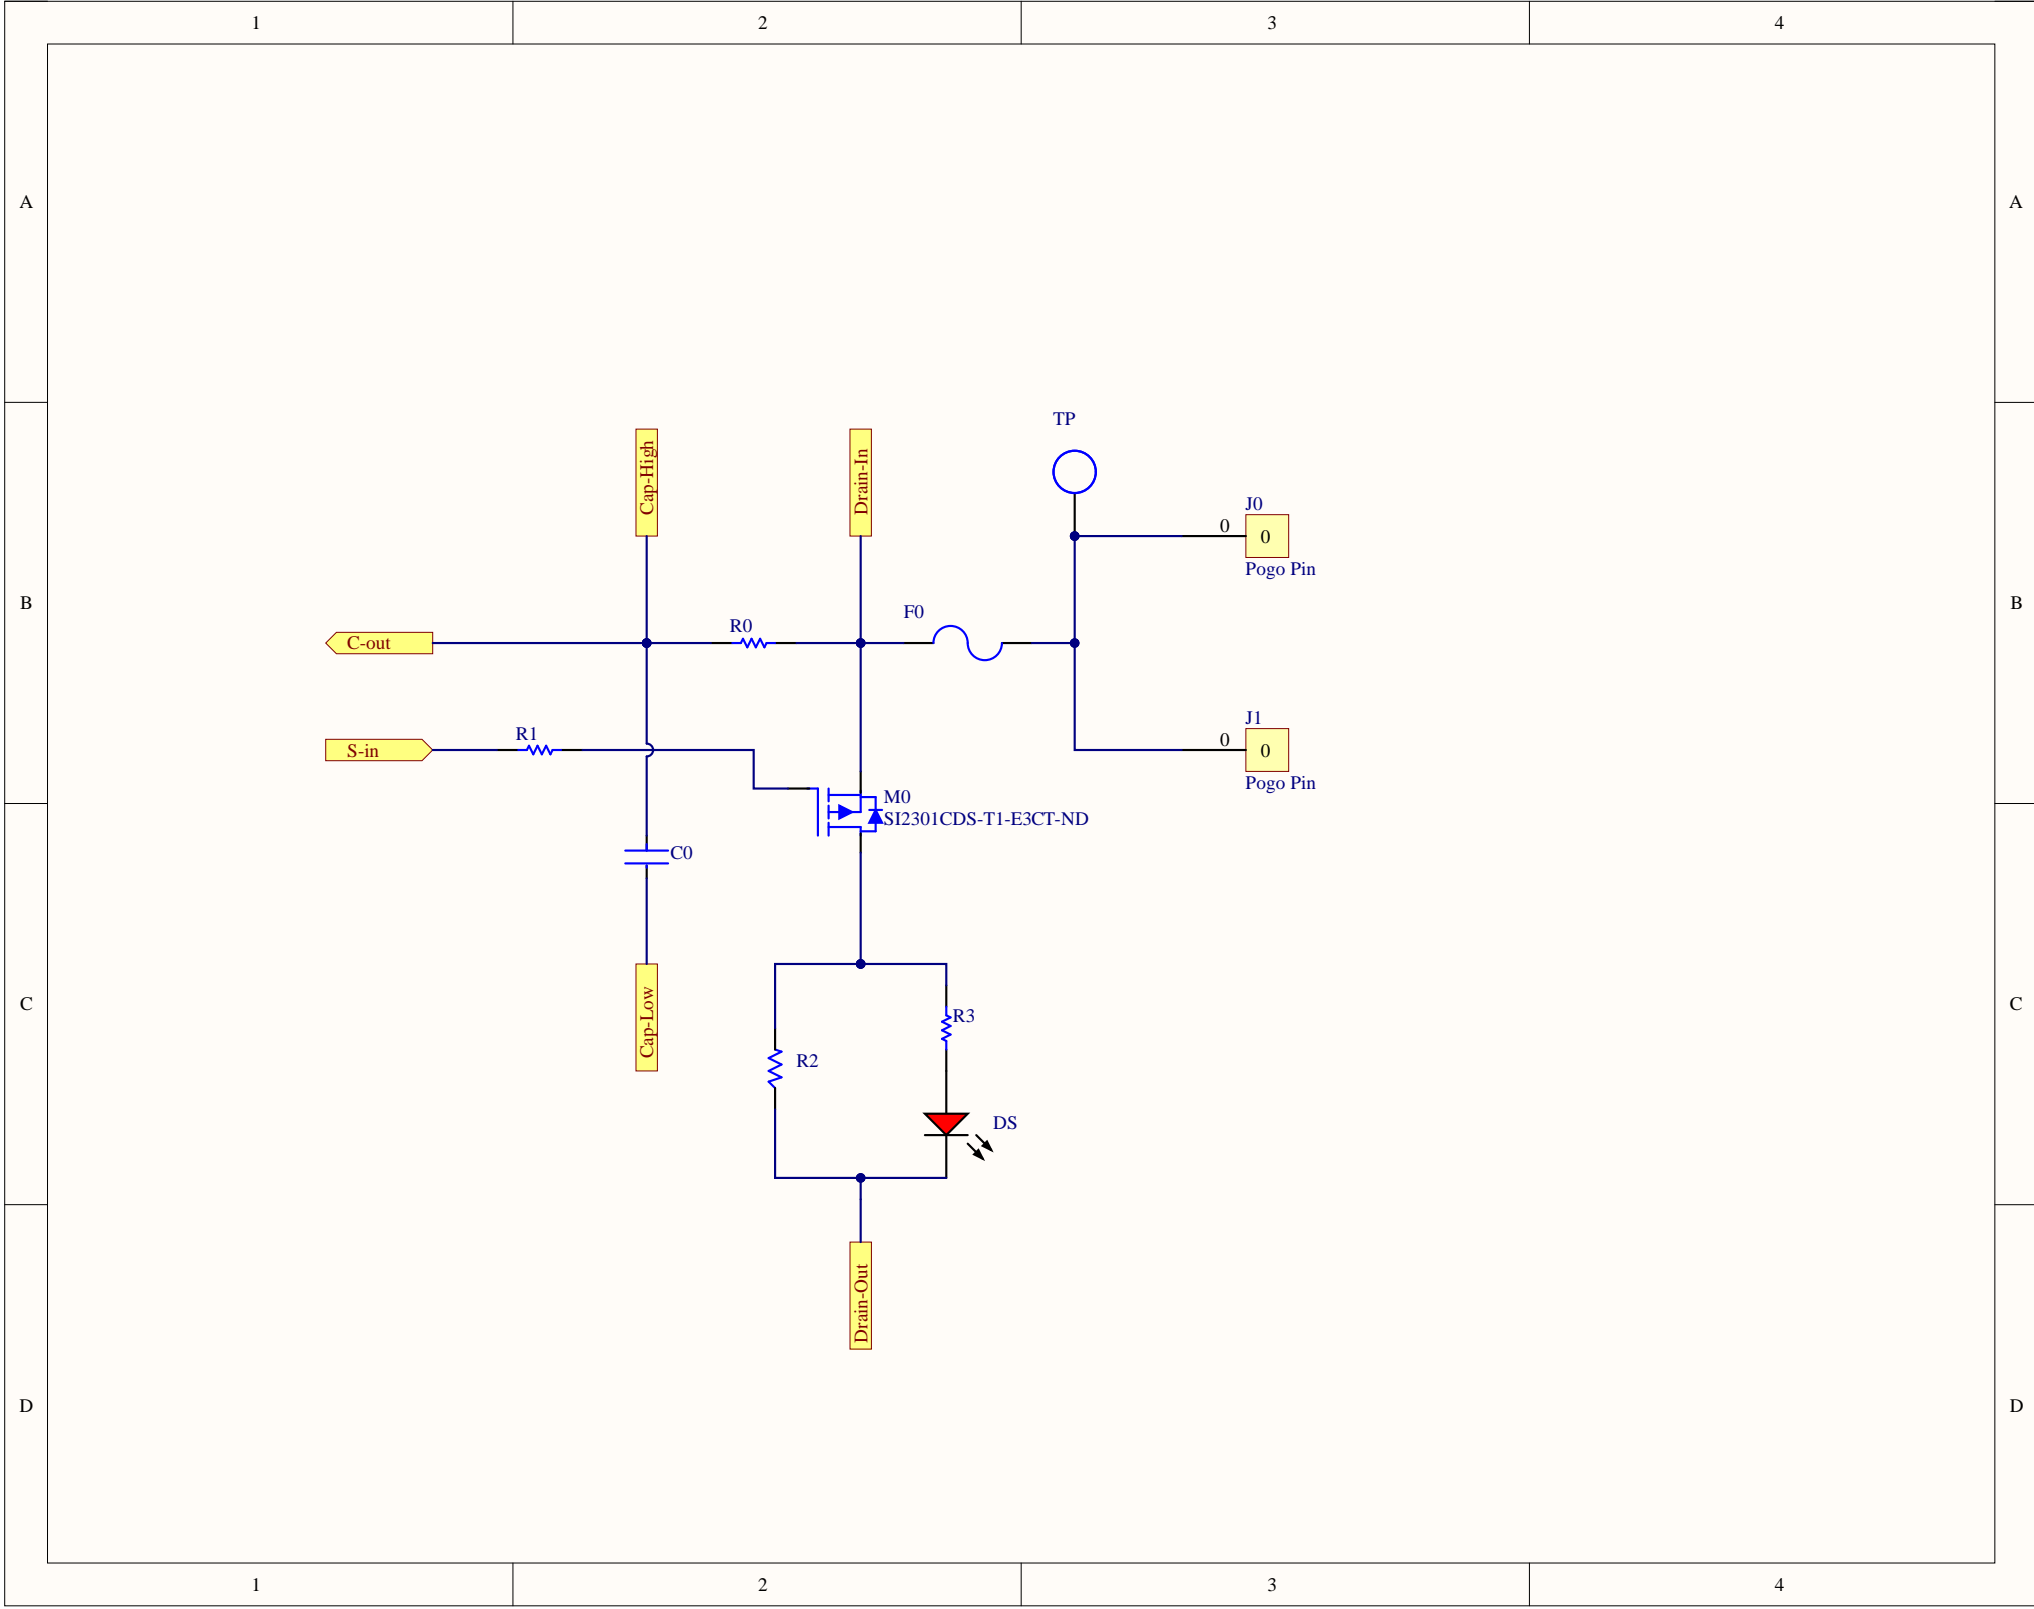 1 2 3 4
A A
TP
Cap-High Drain-In
J0
0 0
Pogo Pin
B B
F0
R0
C-out
J1
R1
0 0
S-in
Pogo Pin
M0
SI2301CDS-T1-E3CT-ND
C0
C C
Cap-Low
R3
R2
DS
Drain-Out
D D
1 2 3 4